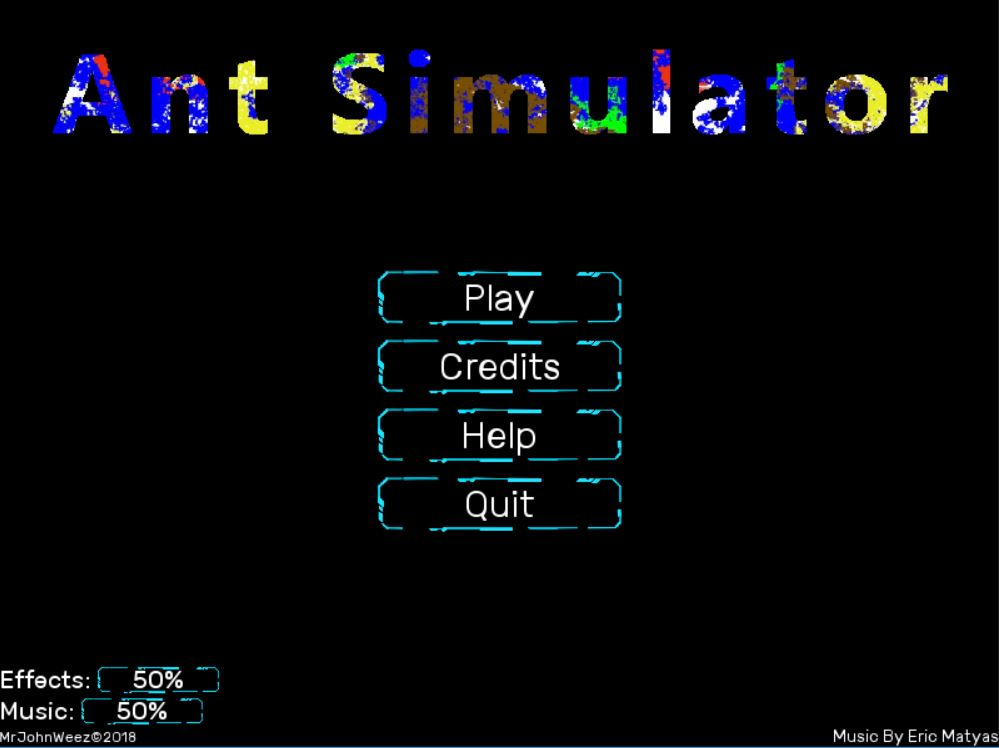 Ant Simulator
Play
Credits
Help
Quit
Effects: 50%
Music: 50%
MrJohnWeez©2018
Music By Eric Matyas